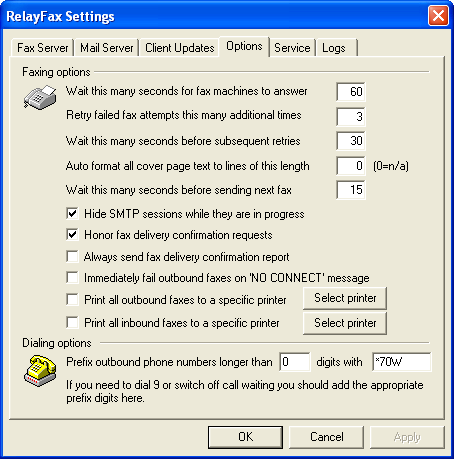 RelayFax Settings
Fax Server Mail Server Client Updates Options Service Logs
Faxing options
Wait this many seconds for fax machines to answer 60
Retry failed fax attempts this many additional times 3
Wait this many seconds before subsequent retries 30
Auto format all cover page text to lines of this length 0 (0=n/a)
Wait this many seconds before sending next fax 15
Hide SMTP sessions while they are in progress
Honor fax delivery confirmation requests
Always send fax delivery confirmation report
Immediately fail outbound faxes on 'NO CONNECT' message
Print all outbound faxes to a specific printer Select printer
Print all inbound faxes to a specific printer Select printer
Dialing options
Prefix outbound phone numbers longer than 0 digits with *70W
If you need to dial 9 or switch off call waiting you should add the appropriate
prefix digits here.
OK Cancel Apply